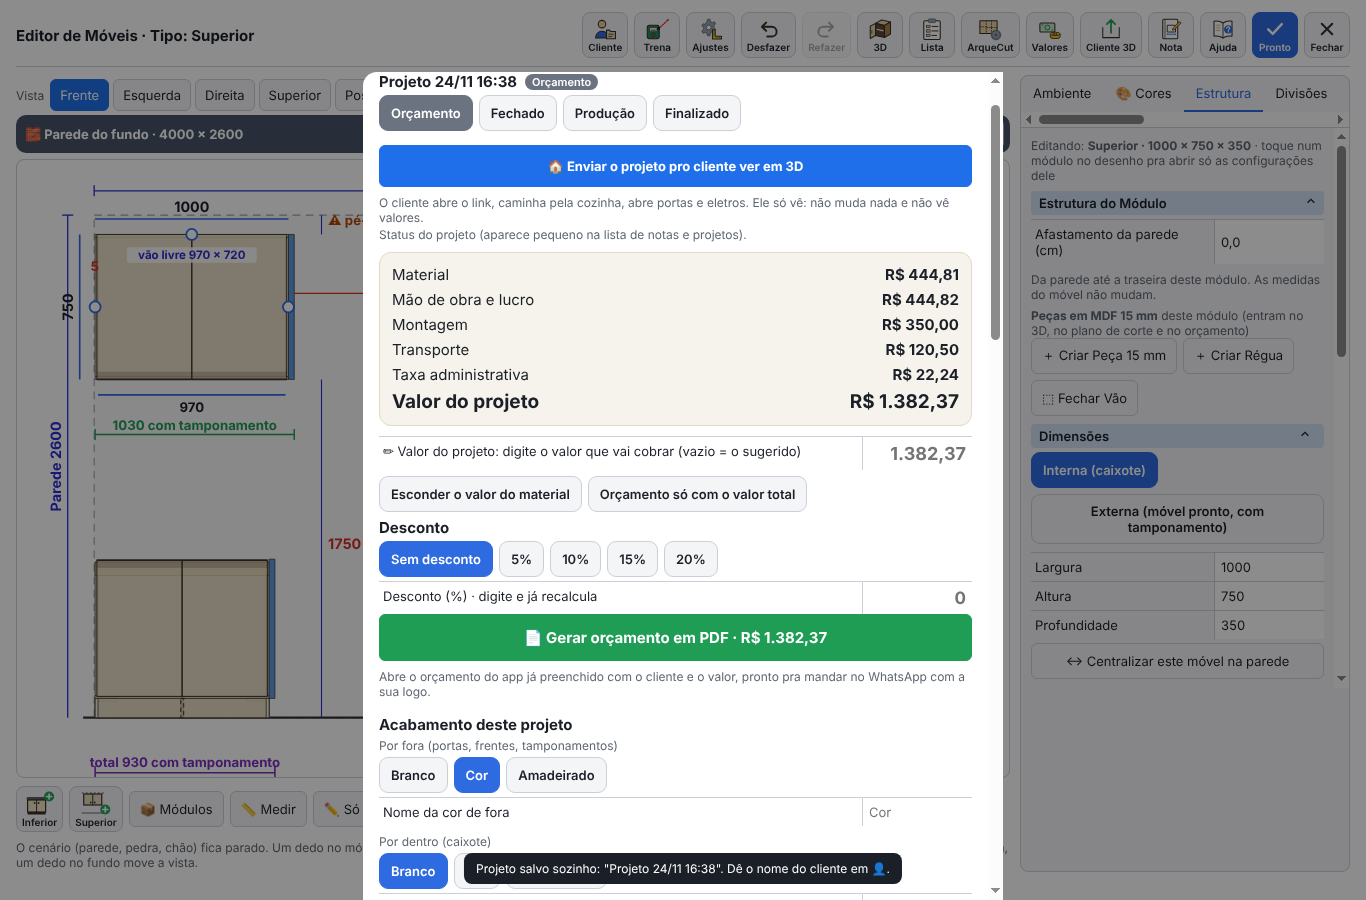 Editor de Móveis · Tipo: Superior
Cliente
Trena
Ajustes
Desfazer
Refazer
3D
Lista
ArqueCut
Valores
Cliente 3D
Nota
Ajuda
Pronto
Fechar
Vista
Frente
Esquerda
Direita
Superior
Parede do fundo · 4000 × 2600
1000
vão livre 970 × 720
5
750
970
1030 com tamponamento
Parede 2600
1750
total 930 com tamponamento
Inferior
Superior
Módulos
Medir
Só
O cenário (parede, pedra, chão) fica parado. Um dedo no
um dedo no fundo move a vista.
Projeto 24/11 16:38
Orçamento
Orçamento
Fechado
Produção
Finalizado
Enviar o projeto pro cliente ver em 3D
O cliente abre o link, caminha pela cozinha, abre portas e eletros. Ele só vê: não muda nada e não vê
valores.
Status do projeto (aparece pequeno na lista de notas e projetos).
Material R$ 444,81
Mão de obra e lucro R$ 444,82
Montagem R$ 350,00
Transporte R$ 120,50
Taxa administrativa R$ 22,24
Valor do projeto R$ 1.382,37
Valor do projeto: digite o valor que vai cobrar (vazio = o sugerido) 1.382,37
Esconder o valor do material
Orçamento só com o valor total
Desconto
Sem desconto
5%
10%
15%
20%
Desconto (%) · digite e já recalcula 0
Gerar orçamento em PDF · R$ 1.382,37
Abre o orçamento do app já preenchido com o cliente e o valor, pronto pra mandar no WhatsApp com a
sua logo.
Acabamento deste projeto
Por fora (portas, frentes, tamponamentos)
Branco
Cor
Amadeirado
Nome da cor de fora Cor
Por dentro (caixote)
Branco
Projeto salvo sozinho: "Projeto 24/11 16:38". Dê o nome do cliente em 👤.
Ambiente
Cores
Estrutura
Divisões
Editando: Superior · 1000 × 750 × 350 · toque num
módulo no desenho pra abrir só as configurações
dele
Estrutura do Módulo
Afastamento da parede
(cm)
0,0
Da parede até a traseira deste módulo. As medidas
do móvel não mudam.
Peças em MDF 15 mm deste módulo (entram no
3D, no plano de corte e no orçamento)
+ Criar Peça 15 mm
+ Criar Régua
Fechar Vão
Dimensões
Interna (caixote)
Externa (móvel pronto, com
tamponamento)
Largura 1000
Altura 750
Profundidade 350
↔ Centralizar este móvel na parede